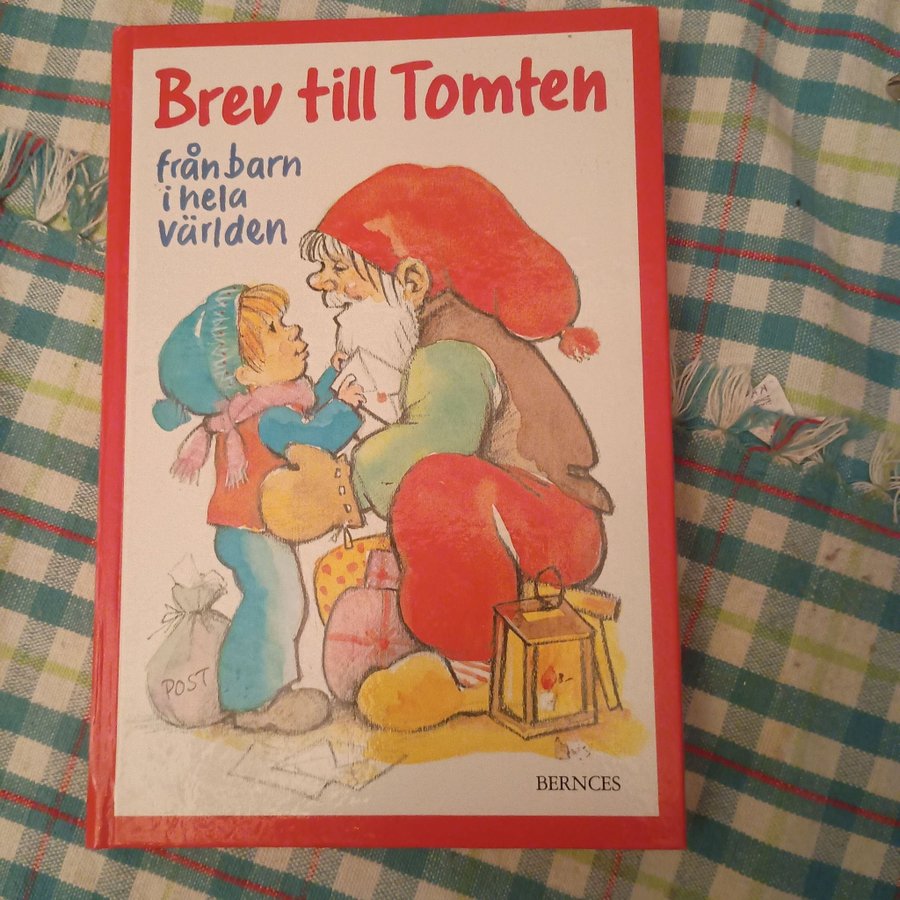 Brev till Tomten
från barn
i hela
världen
POST
BERNCES